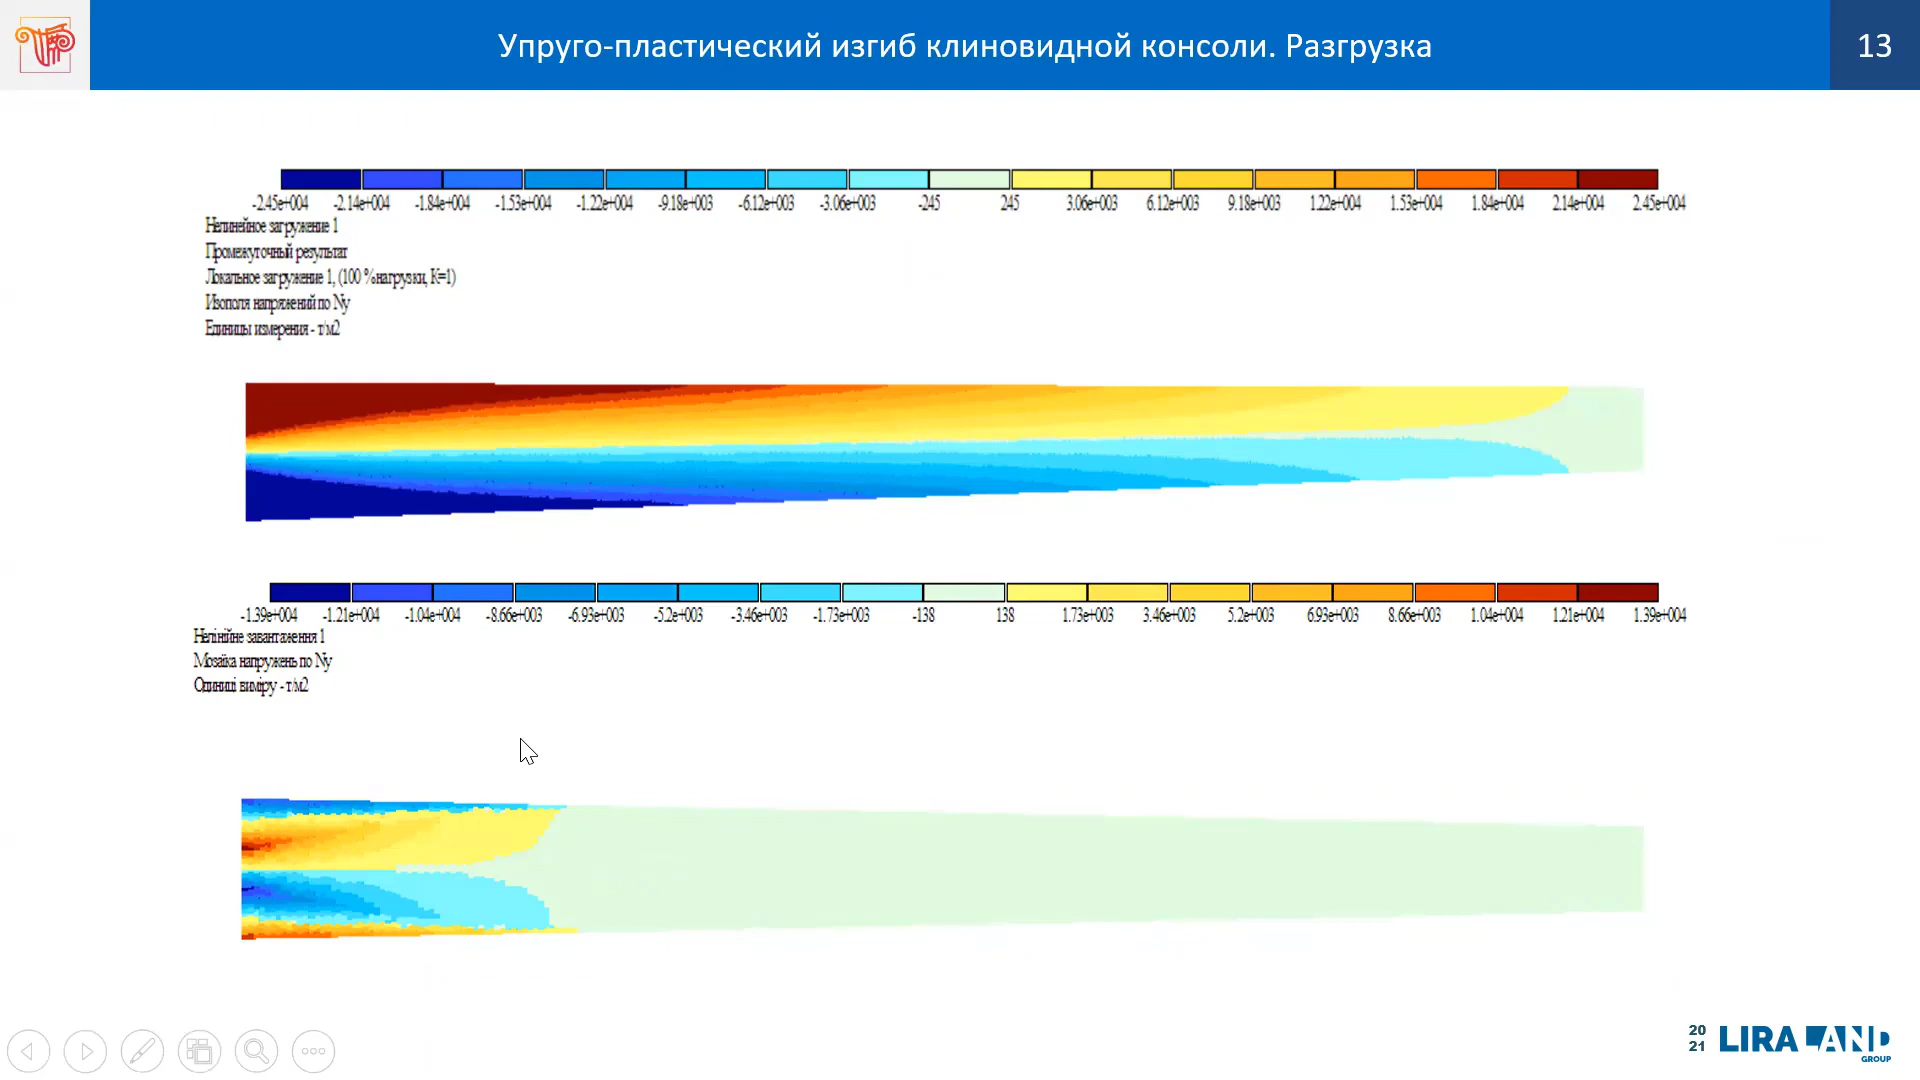 Упруго-пластический изгиб клиновидной консоли. Разгрузка
13
-2.45e+004 -2.14e+004 -1.84e+004 -1.53e+004 -1.22e+004 -9.18e+003 -6.12e+003 -3.06e+003 -245 245 3.06e+003 6.12e+003 9.18e+003 1.22e+004 1.53e+004 1.84e+004 2.14e+004 2.45e+004
Нелинейное загружение 1
Промежуточный результат
Локальное загружение 1, (100 %нагрузки, K=1)
Изополя напряжений по Ny
Единицы измерения - т/м2
-1.39e+004 -1.21e+004 -1.04e+004 -8.66e+003 -6.93e+003 -5.2e+003 -3.46e+003 -1.73e+003 -138 138 1.73e+003 3.46e+003 5.2e+003 6.93e+003 8.66e+003 1.04e+004 1.21e+004 1.39e+004
Нелінійне завантаження 1
Мозаїка напружень по Ny
Одиниці виміру - т/м2
20
21
LIRA LAND
GROUP